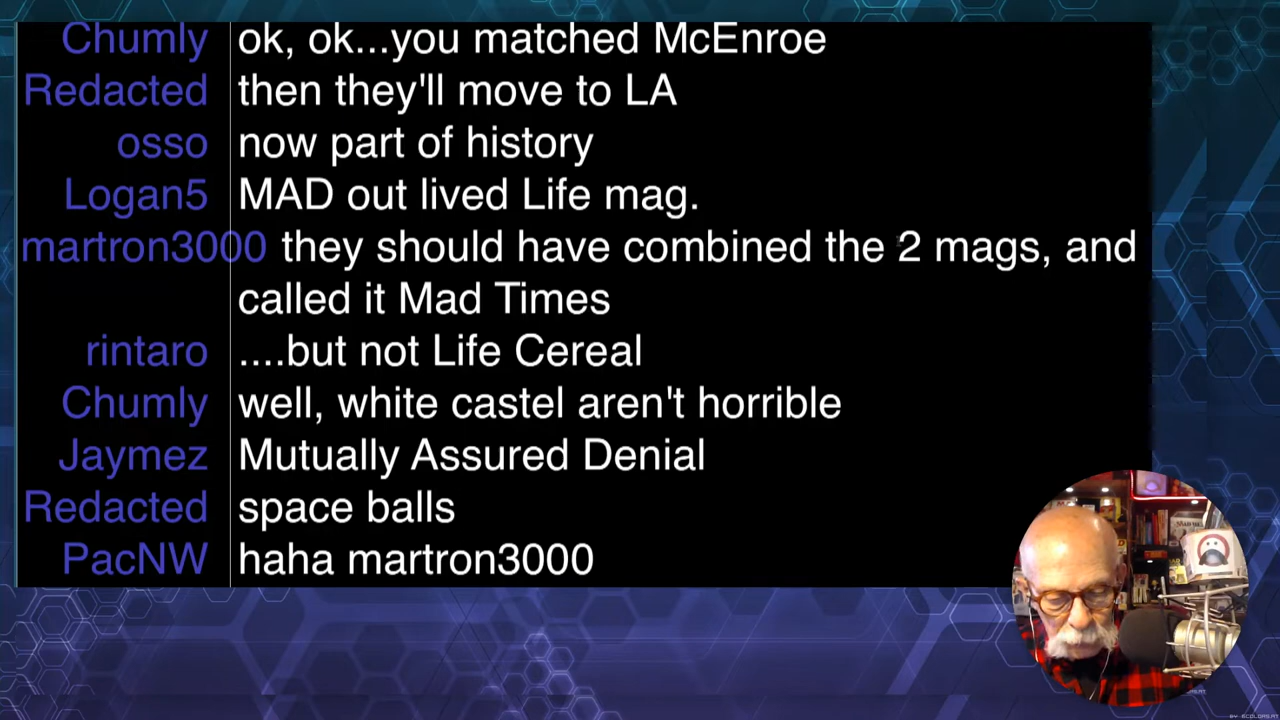 Chumly ok, ok...you matched McEnroe
Redacted then they'll move to LA
osso now part of history
Logan5 MAD out lived Life mag.
martron3000 they should have combined the 2 mags, and
called it Mad Times
rintaro ....but not Life Cereal
Chumly well, white castel aren't horrible
Jaymez Mutually Assured Denial
Redacted space balls
PacNW haha martron3000